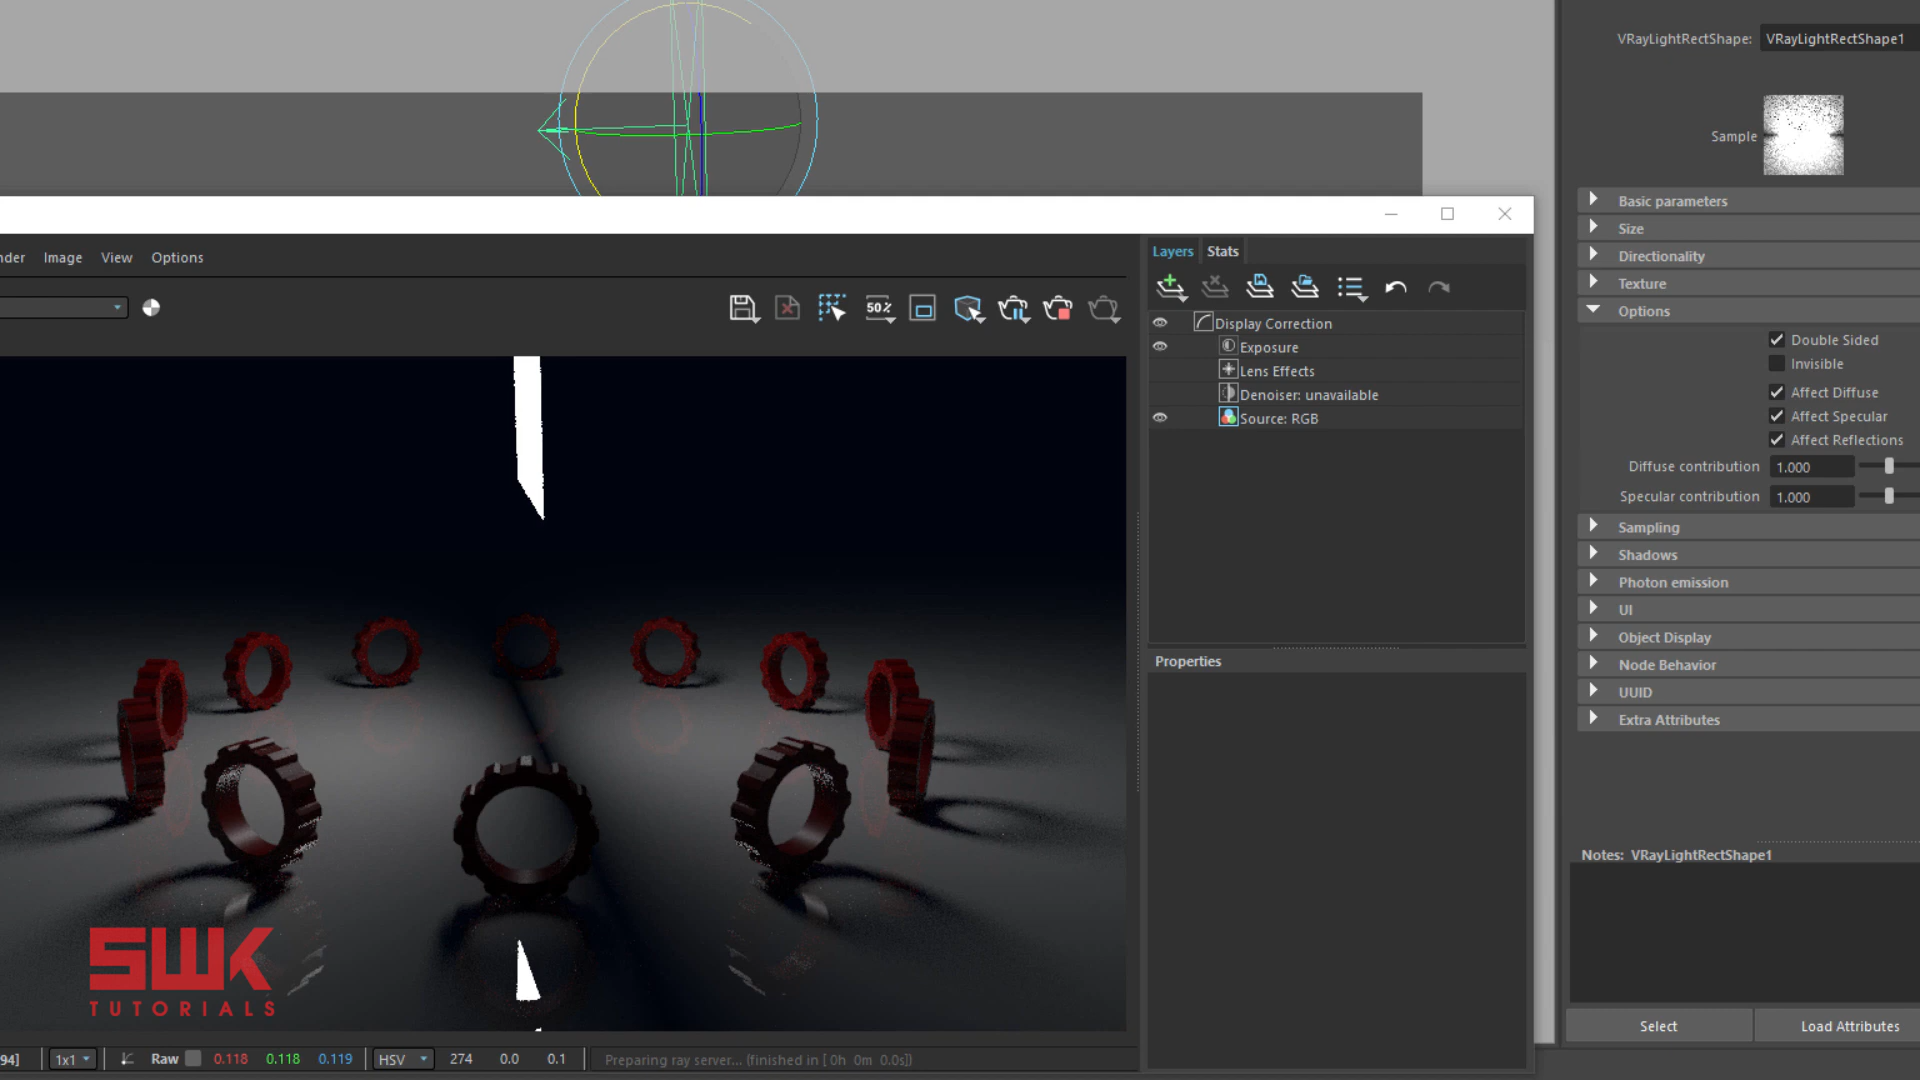 VRayLightRectShape: VRayLightRectShape1
Sample
Basic parameters
Size
Directionality
Texture
Options
Double Sided
Invisible
Affect Diffuse
Affect Specular
Affect Reflections
Diffuse contribution 1.000
Specular contribution 1.000
Sampling
Shadows
Photon emission
UI
Object Display
Node Behavior
UUID
Extra Attributes
Notes: VRayLightRectShape1
Select Load Attributes
nder Image View Options
50%
Layers Stats
Display Correction
Exposure
Lens Effects
Denoiser: unavailable
Source: RGB
Properties
SWK
TUTORIALS
94] 1x1 Raw 0.118 0.118 0.119 HSV 274 0.0 0.1 Preparing ray server... (finished in [ 0h 0m 0.0s])